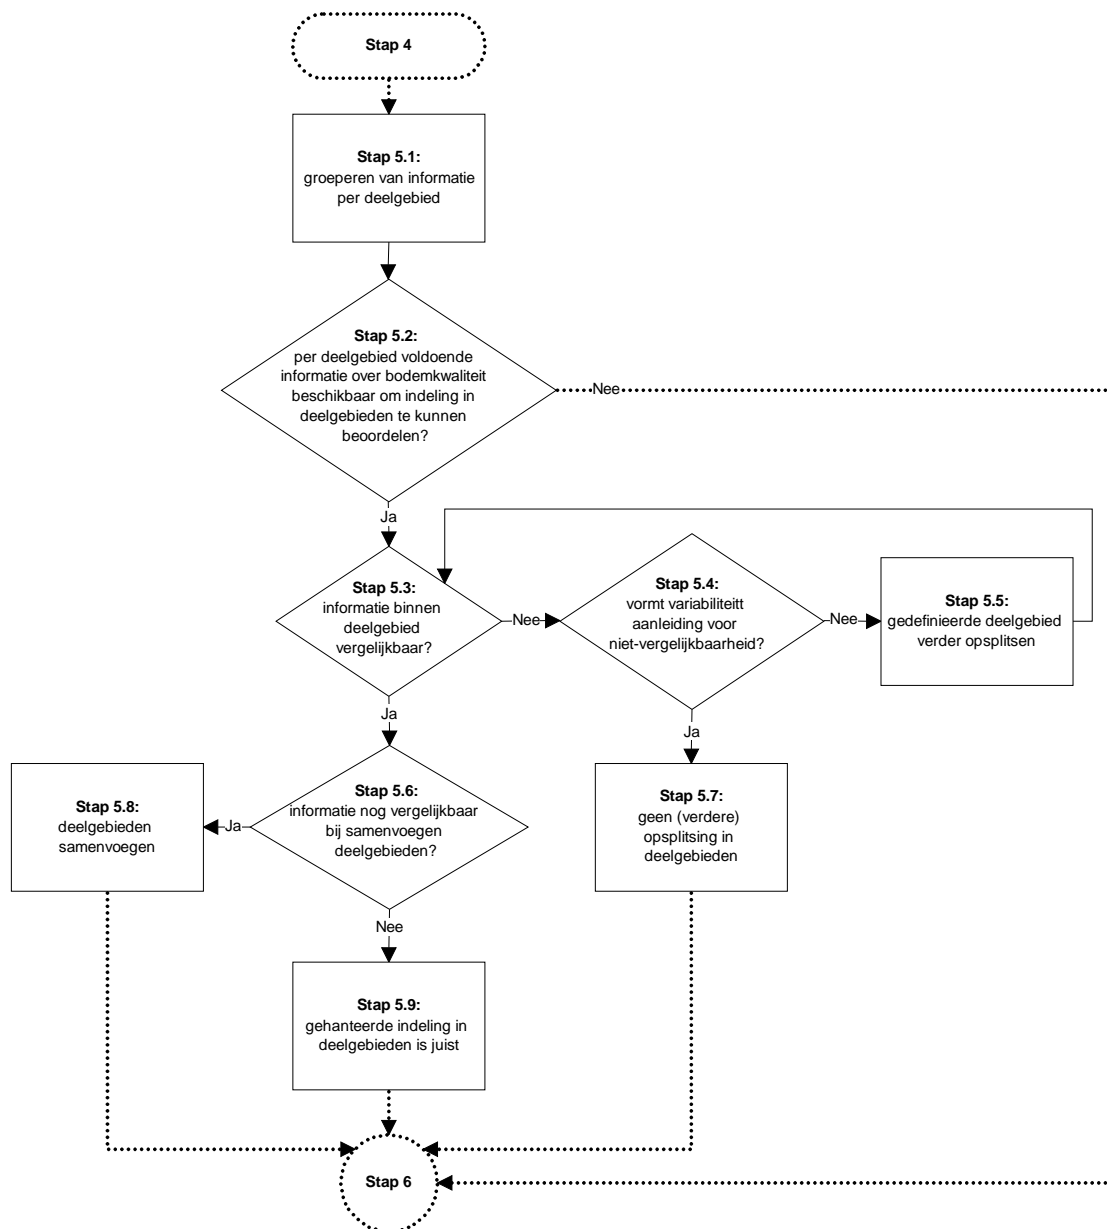 Stap 4
Stap 5.1:
groeperen van informatie
per deelgebied
Stap 5.2:
per deelgebied voldoende
informatie over bodemkwaliteit
beschikbaar om indeling in
deelgebieden te kunnen
beoordelen?
Nee
Ja
Stap 5.3:
informatie binnen
deelgebied
vergelijkbaar?
Nee
Stap 5.4:
vormt variabiliteitt
aanleiding voor
niet-vergelijkbaarheid?
Nee
Stap 5.5:
gedefinieerde deelgebied
verder opsplitsen
Ja
Ja
Stap 5.8:
deelgebieden
samenvoegen
Ja
Stap 5.6:
informatie nog vergelijkbaar
bij samenvoegen
deelgebieden?
Stap 5.7:
geen (verdere)
opsplitsing in
deelgebieden
Nee
Stap 5.9:
gehanteerde indeling in
deelgebieden is juist
Stap 6